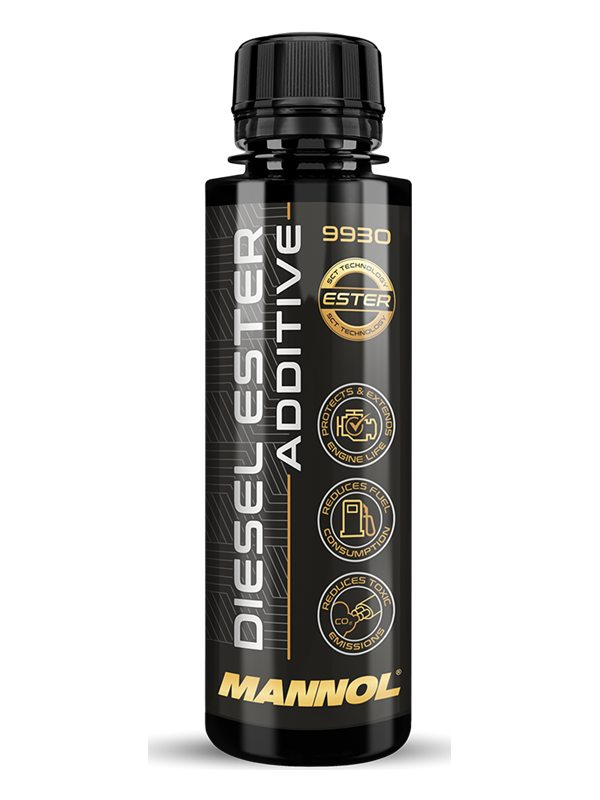 DIESEL ESTER
ADDITIVE
9930
SCT TECHNOLOGY
ESTER
SCT TECHNOLOGY
PROTECTS & EXTENDS
ENGINE LIFE
REDUCES FUEL
CONSUMPTION
REDUCES TOXIC
CO₂
EMISSIONS
MANNOL®